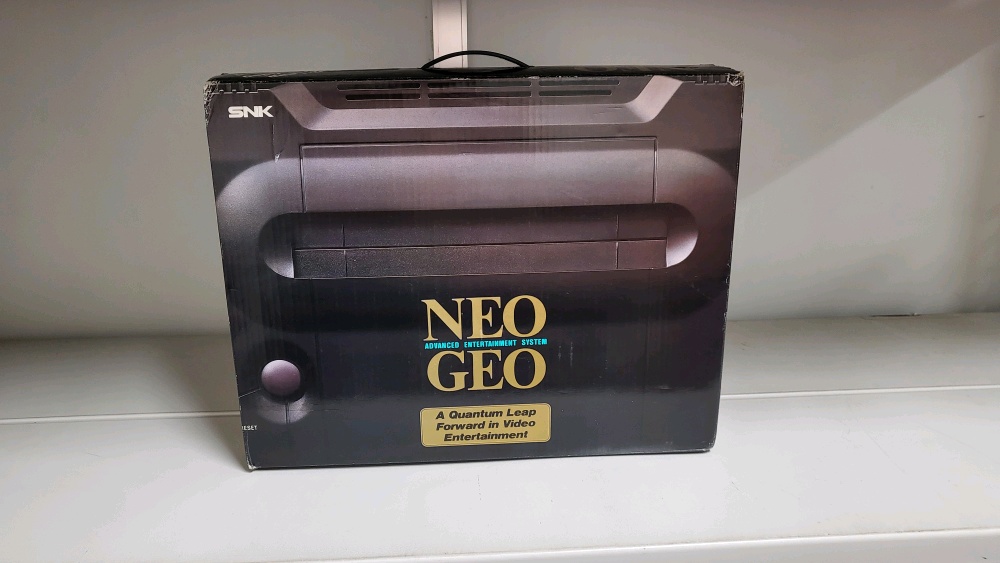 SNK
NEO
ADVANCED ENTERTAINMENT SYSTEM
GEO
RESET
A Quantum Leap
Forward in Video
Entertainment